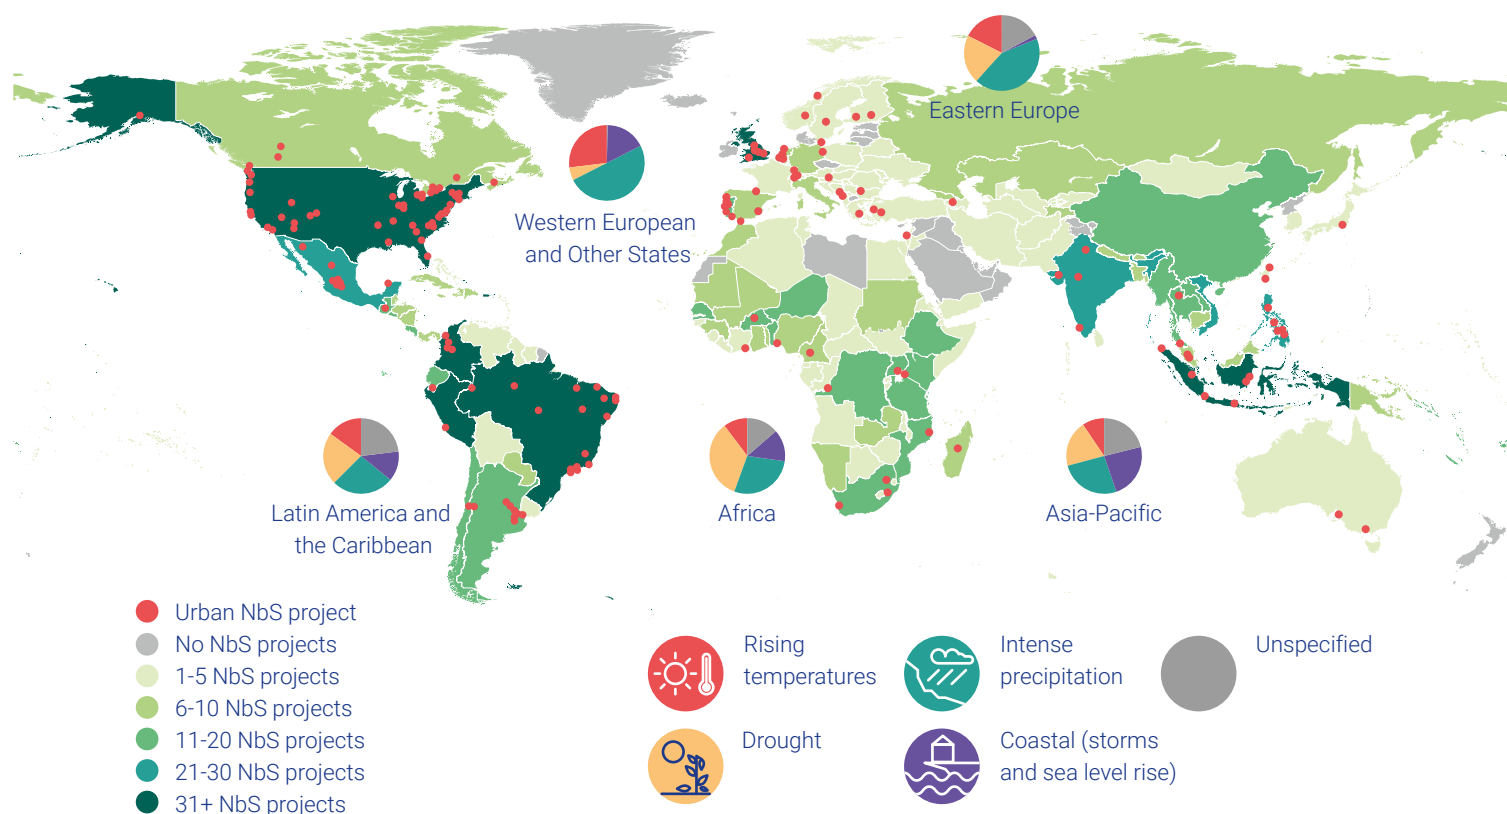 Eastern Europe
Western European
and Other States
Latin America and
the Caribbean
Africa
Asia-Pacific
Urban NbS project
No NbS projects
1-5 NbS projects
6-10 NbS projects
11-20 NbS projects
21-30 NbS projects
31+ NbS projects
Rising
temperatures
Intense
precipitation
Unspecified
Drought
Coastal (storms
and sea level rise)